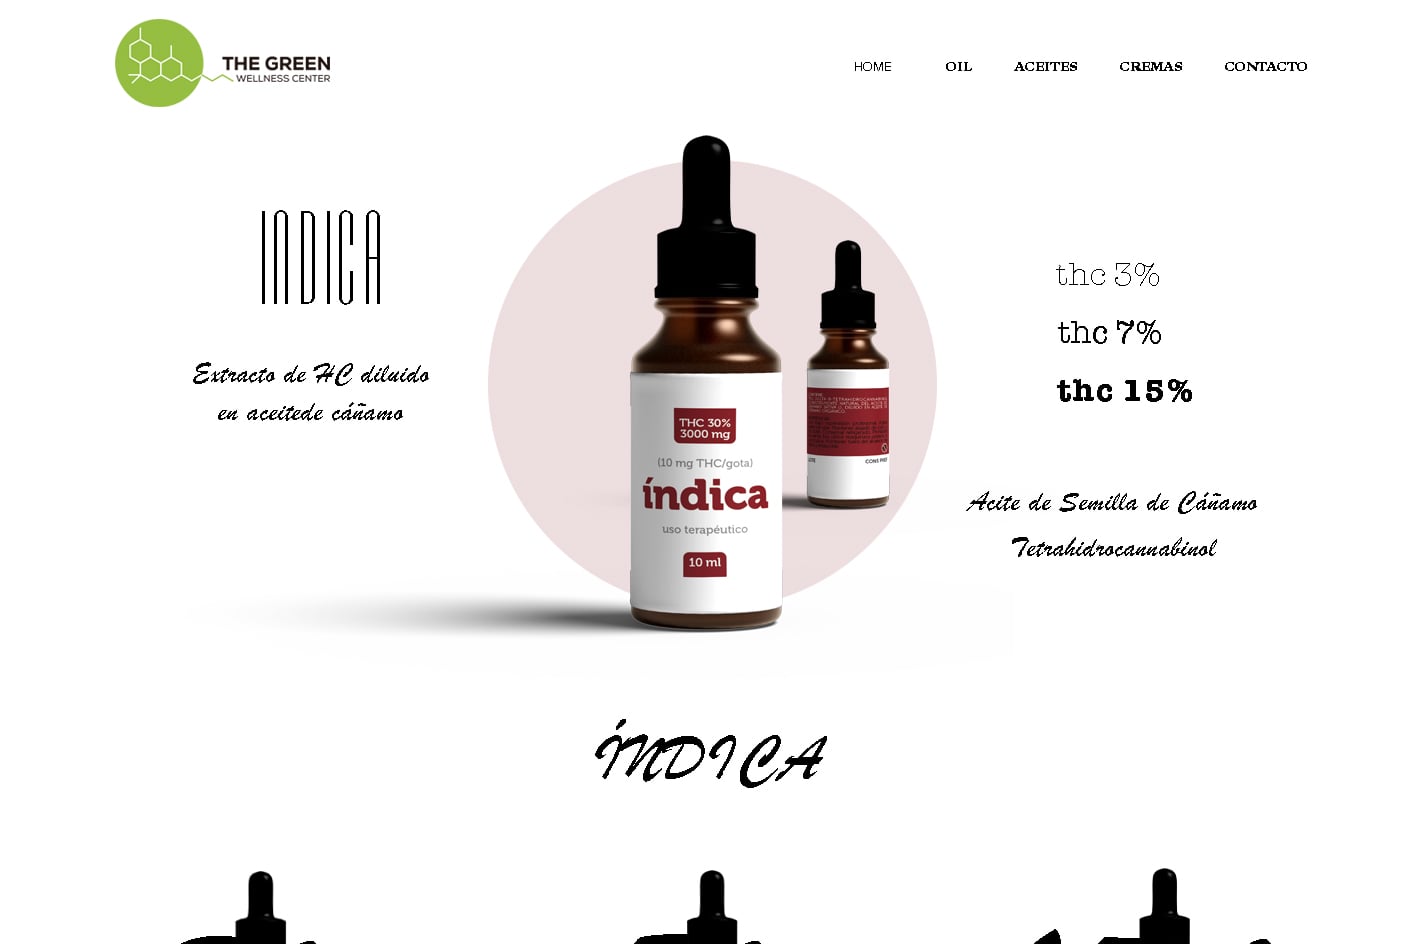 THE GREEN
WELLNESS CENTER
HOME OIL ACEITES CREMAS CONTACTO
INDICA
Extracto de HC diluido
en aceitede cáñamo
THC 30%
3000 mg
(10 mg THC/gota)
índica
uso terapéutico
10 ml
CONS PREF
thc 3%
thc 7%
thc 15%
Acite de Semilla de Cáñamo
Tetrahidrocannabinol
ÍNDICA